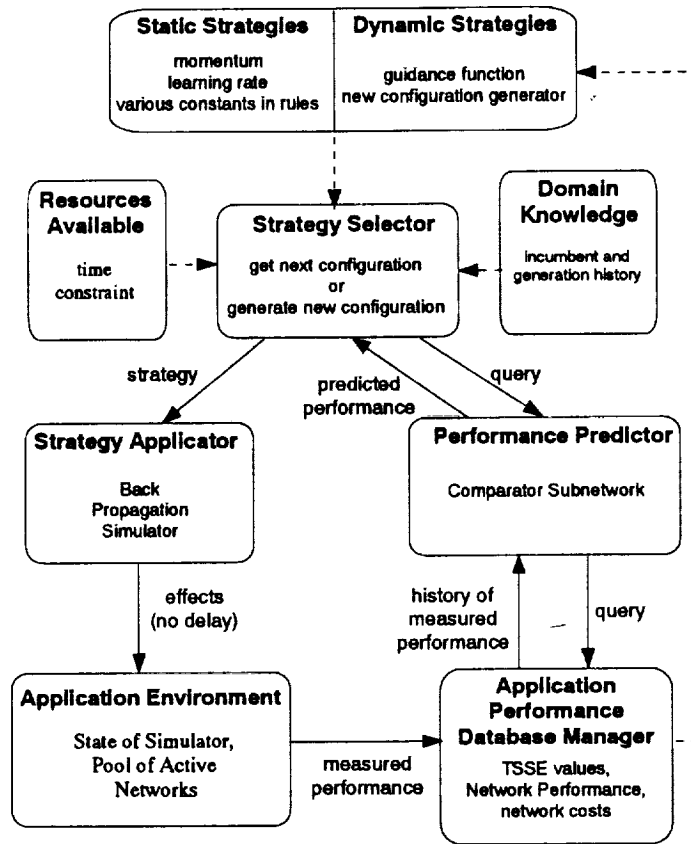 Static Strategies
momentum
learning rate
various constants in rules
Dynamic Strategies
guidance function
new configuration generator
Resources
Available
time
constraint
Strategy Selector
get next configuration
or
generate new configuration
Domain
Knowledge
incumbent and
generation history
strategy
predicted
performance
query
Strategy Applicator
Back
Propagation
Simulator
Performance Predictor
Comparator Subnetwork
effects
(no delay)
history of
measured
performance
query
Application Environment
State of Simulator,
Pool of Active
Networks
measured
performance
Application
Performance
Database Manager
TSSE values,
Network Performance,
network costs